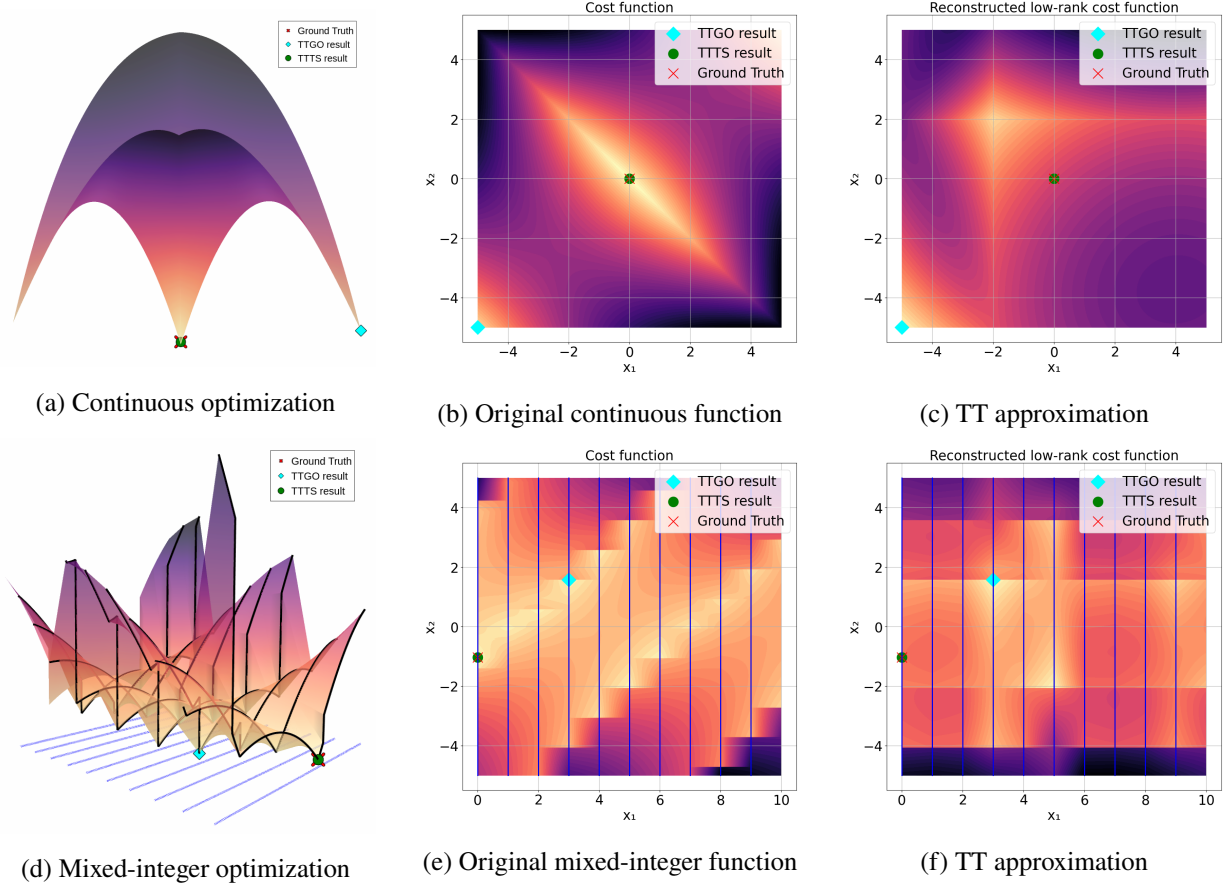 Ground Truth
TTGO result
TTTS result
(a) Continuous optimization
Cost function
TTGO result
TTTS result
Ground Truth
4
2
0
−2
−4
x₂
−4 −2 0 2 4
x₁
(b) Original continuous function
Reconstructed low-rank cost function
TTGO result
TTTS result
Ground Truth
4
2
0
−2
−4
x₂
−4 −2 0 2 4
x₁
(c) TT approximation
Ground Truth
TTGO result
TTTS result
(d) Mixed-integer optimization
Cost function
TTGO result
TTTS result
Ground Truth
4
2
0
−2
−4
x₂
0 2 4 6 8 10
x₁
(e) Original mixed-integer function
Reconstructed low-rank cost function
TTGO result
TTTS result
Ground Truth
4
2
0
−2
−4
x₂
0 2 4 6 8 10
x₁
(f) TT approximation